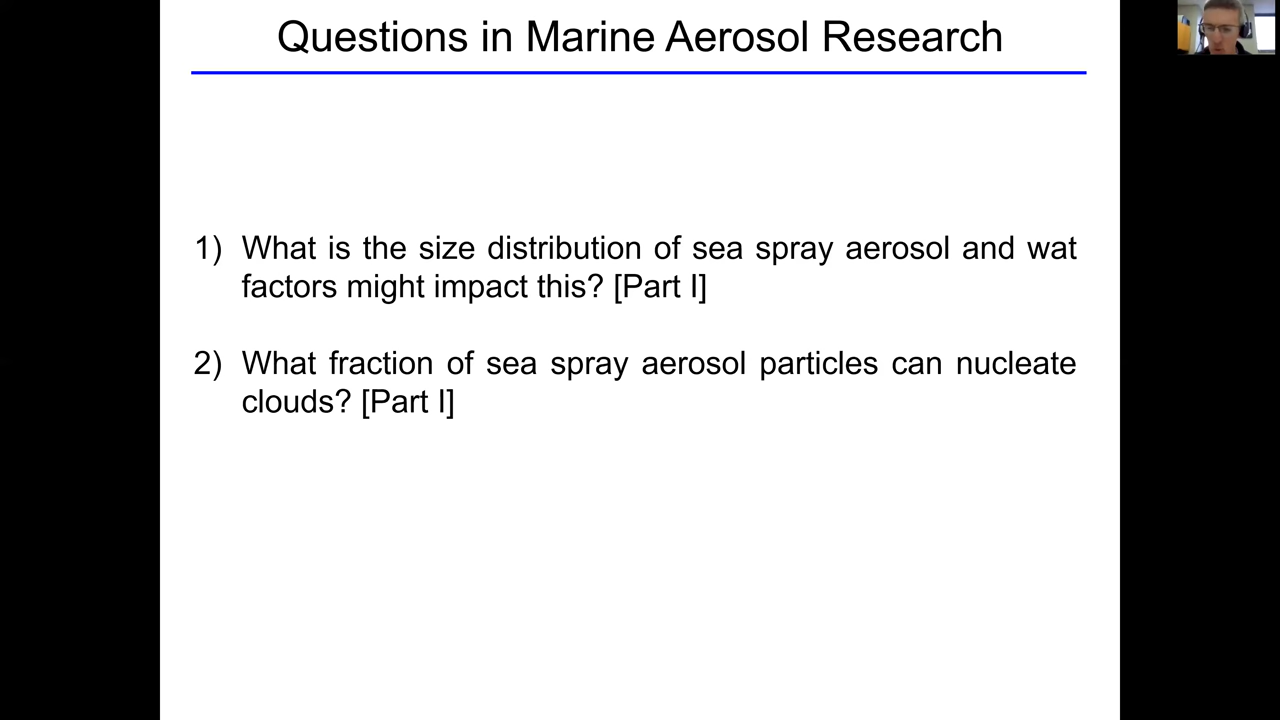 Questions in Marine Aerosol Research
1) What is the size distribution of sea spray aerosol and wat
factors might impact this? [Part I]
2) What fraction of sea spray aerosol particles can nucleate
clouds? [Part I]